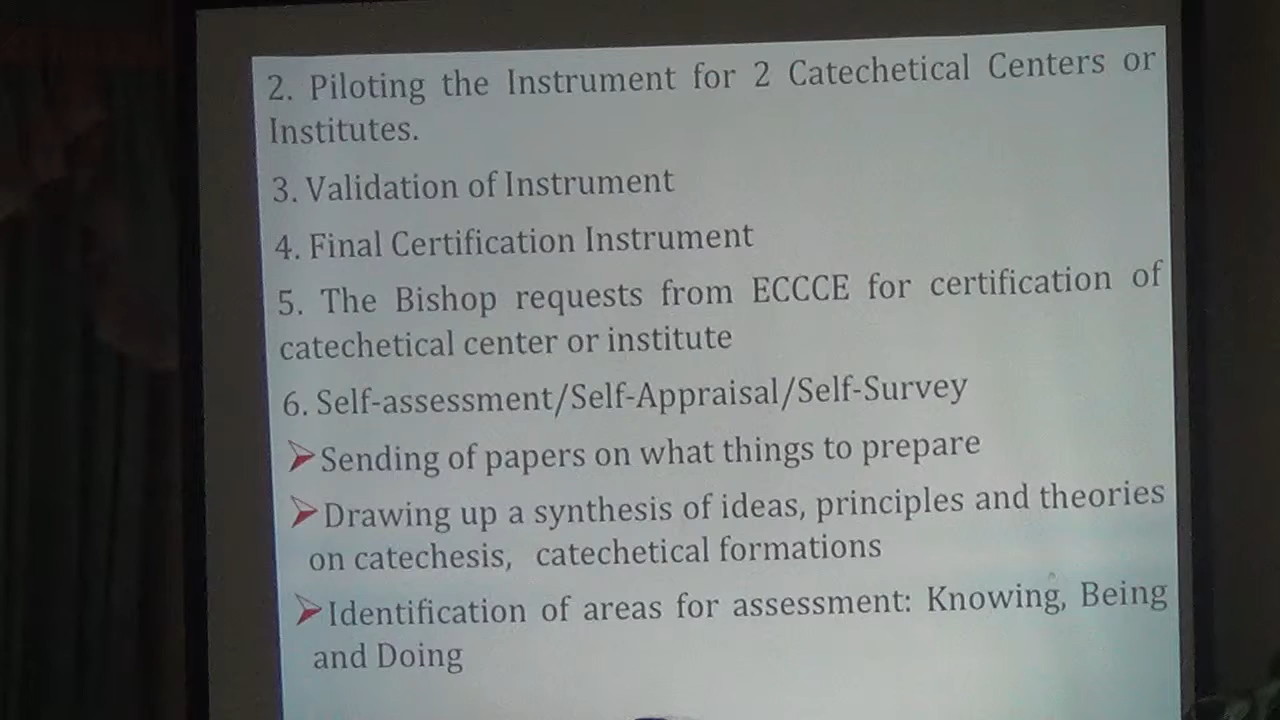 2. Piloting the Instrument for 2 Catechetical Centers or
Institutes.
3. Validation of Instrument
4. Final Certification Instrument
5. The Bishop requests from ECCCE for certification of
catechetical center or institute
6. Self-assessment/Self-Appraisal/Self-Survey
➢Sending of papers on what things to prepare
➢Drawing up a synthesis of ideas, principles and theories
on catechesis, catechetical formations
➢Identification of areas for assessment: Knowing, Being
and Doing